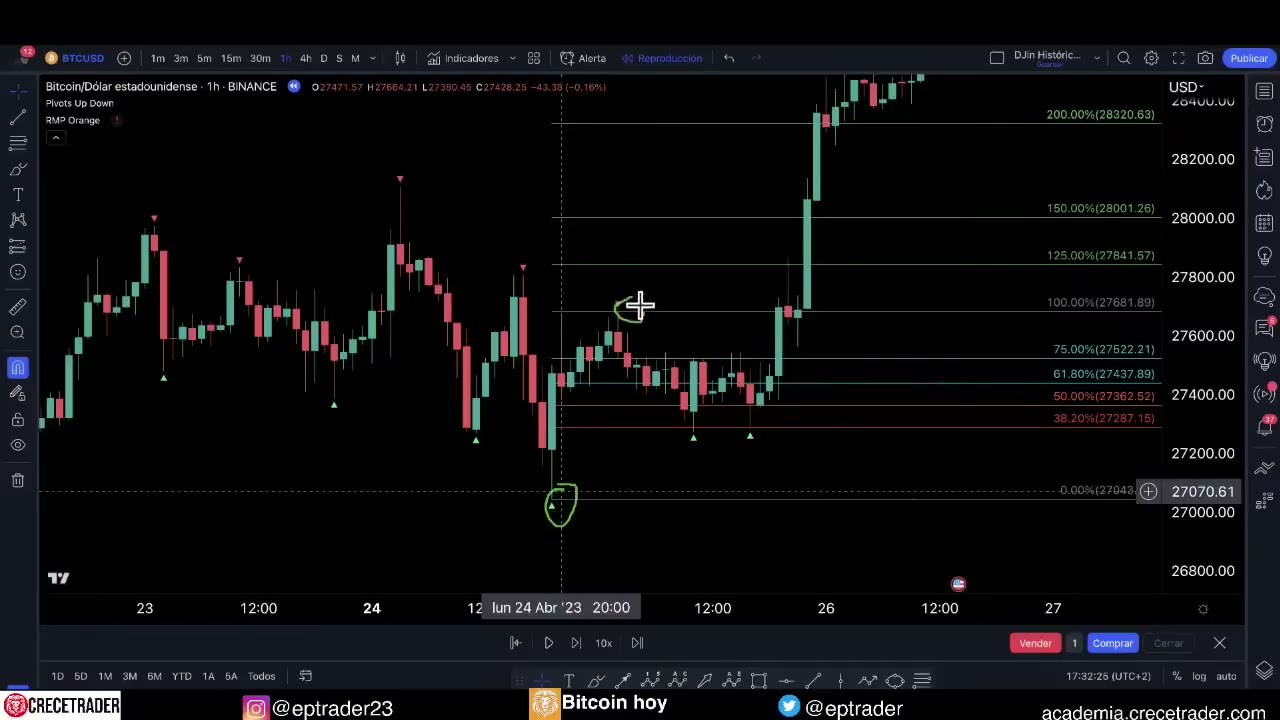 12
BTCUSD
1m 3m 5m 15m 30m 1h 4h D S M
Indicadores
Alerta
Reproducción
DJIn Históric...
Guardar
Publicar
Bitcoin/Dólar estadounidense · 1h · BINANCE
O27471.57 H27664.21 L27380.45 C27428.25 −43.38 (−0.16%)
Pivots Up Down
RMP Orange
USD
28400.00
28200.00
28000.00
27800.00
27600.00
27400.00
27200.00
27070.61
27000.00
26800.00
200.00%(28320.63)
150.00%(28001.26)
125.00%(27841.57)
100.00%(27681.89)
75.00%(27522.21)
61.80%(27437.89)
50.00%(27362.52)
38.20%(27287.15)
0.00%(27043.
5
37
23 12:00 24 12 lun 24 Abr '23 20:00 12:00 26 12:00 27
10x
Vender 1 Comprar Cerrar
1D 5D 1M 3M 6M YTD 1A 5A Todos
17:32:25 (UTC+2) % log auto
CRECETRADER
@eptrader23
Bitcoin hoy
@eptrader
academia.crecetrader.com